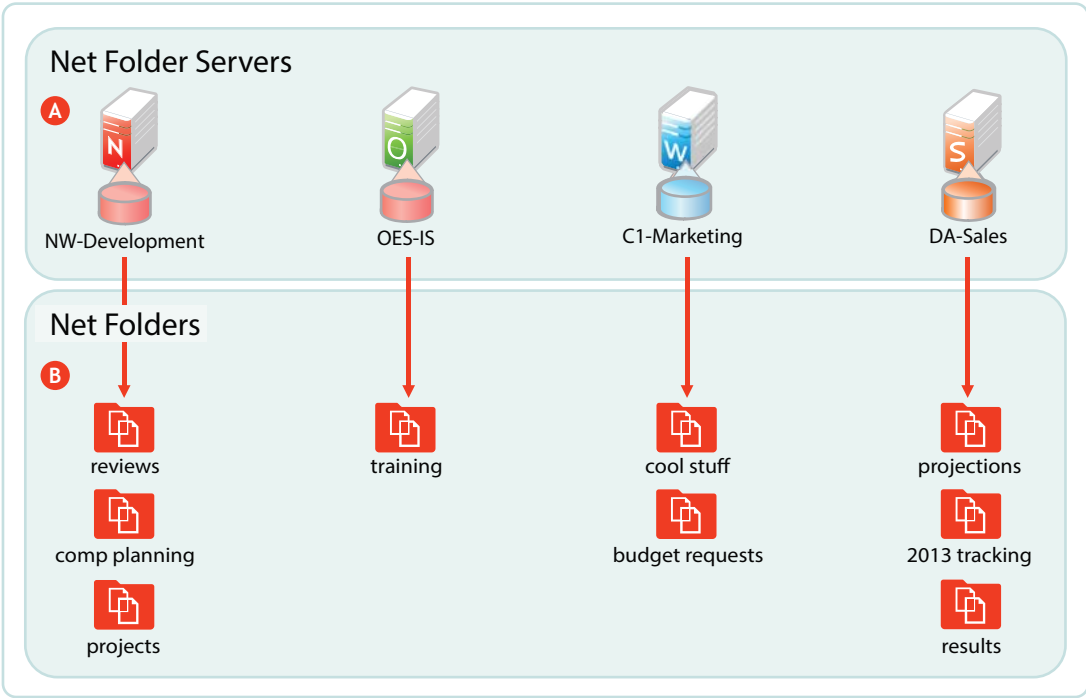 Net Folder Servers
A
N
O
W
S
NW-Development
OES-IS
C1-Marketing
DA-Sales
Net Folders
B
reviews
training
cool stuff
projections
comp planning
budget requests
2013 tracking
projects
results